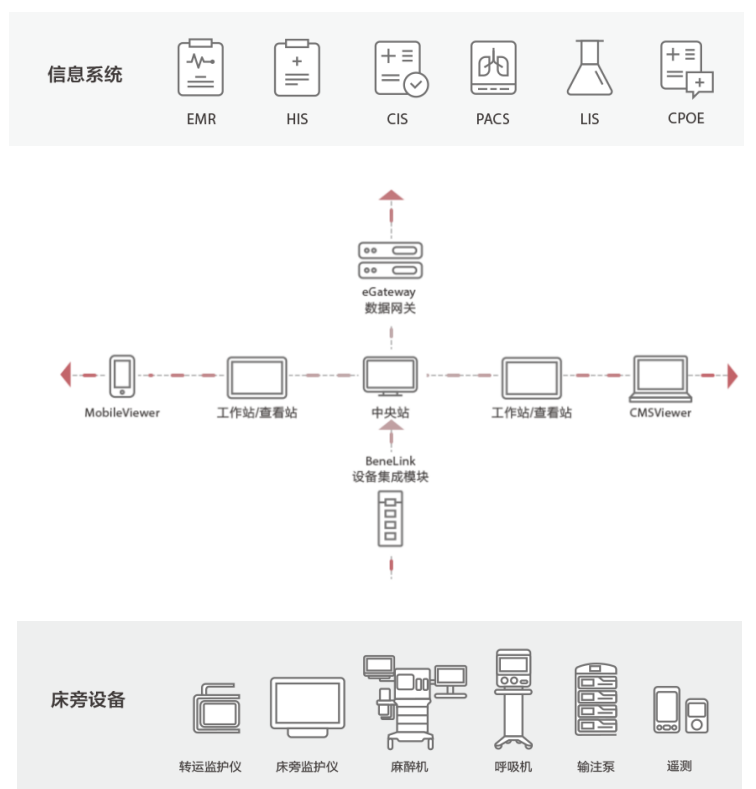 信息系统
EMR
HIS
CIS
PACS
LIS
CPOE
eGateway
数据网关
MobileViewer
工作站/查看站
中央站
工作站/查看站
CMSViewer
BeneLink
设备集成模块
床旁设备
转运监护仪
床旁监护仪
麻醉机
呼吸机
输注泵
遥测